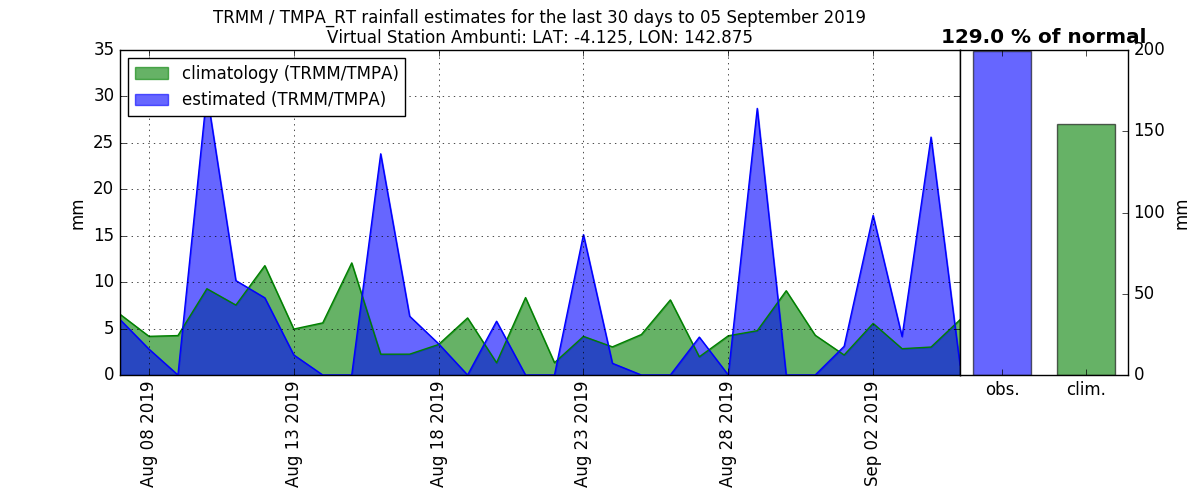 TRMM / TMPA_RT rainfall estimates for the last 30 days to 05 September 2019
Virtual Station Ambunti: LAT: -4.125, LON: 142.875
129.0 % of normal
climatology (TRMM/TMPA)
estimated (TRMM/TMPA)
35
30
25
20
15
10
5
0
mm
Aug 08 2019
Aug 13 2019
Aug 18 2019
Aug 23 2019
Aug 28 2019
Sep 02 2019
obs.
clim.
200
150
100
50
0
mm